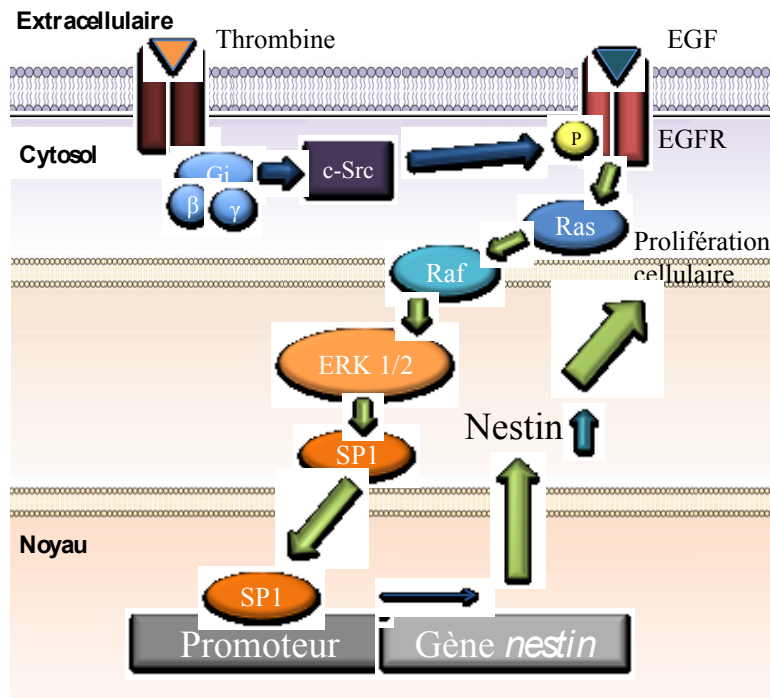 Extracellulaire
Thrombine
EGF
EGFR
P
Cytosol
Gi
c-Src
β
γ
Ras
Prolifération
cellulaire
Raf
ERK 1/2
Nestin
SP1
Noyau
SP1
Promoteur
Gène nestin